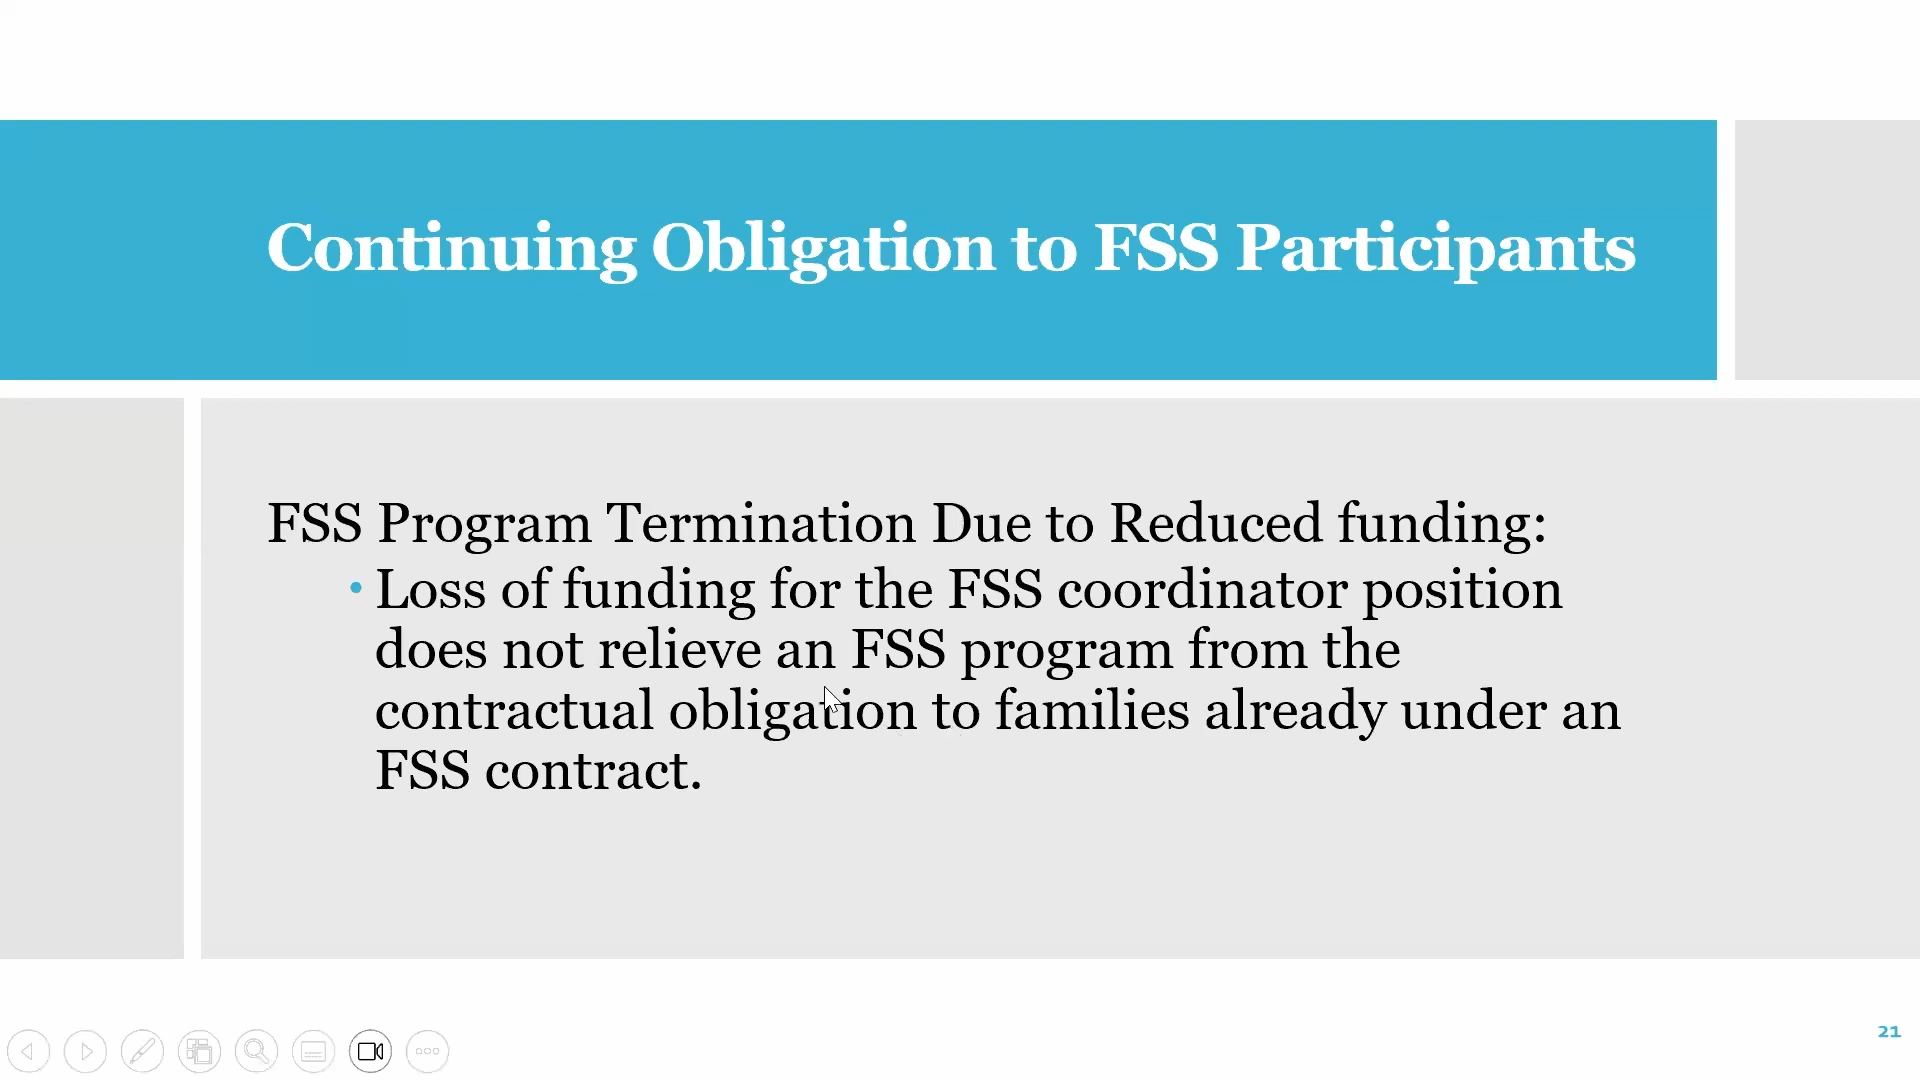 Continuing Obligation to FSS Participants
FSS Program Termination Due to Reduced funding:
• Loss of funding for the FSS coordinator position
does not relieve an FSS program from the
contractual obligation to families already under an
FSS contract.
21